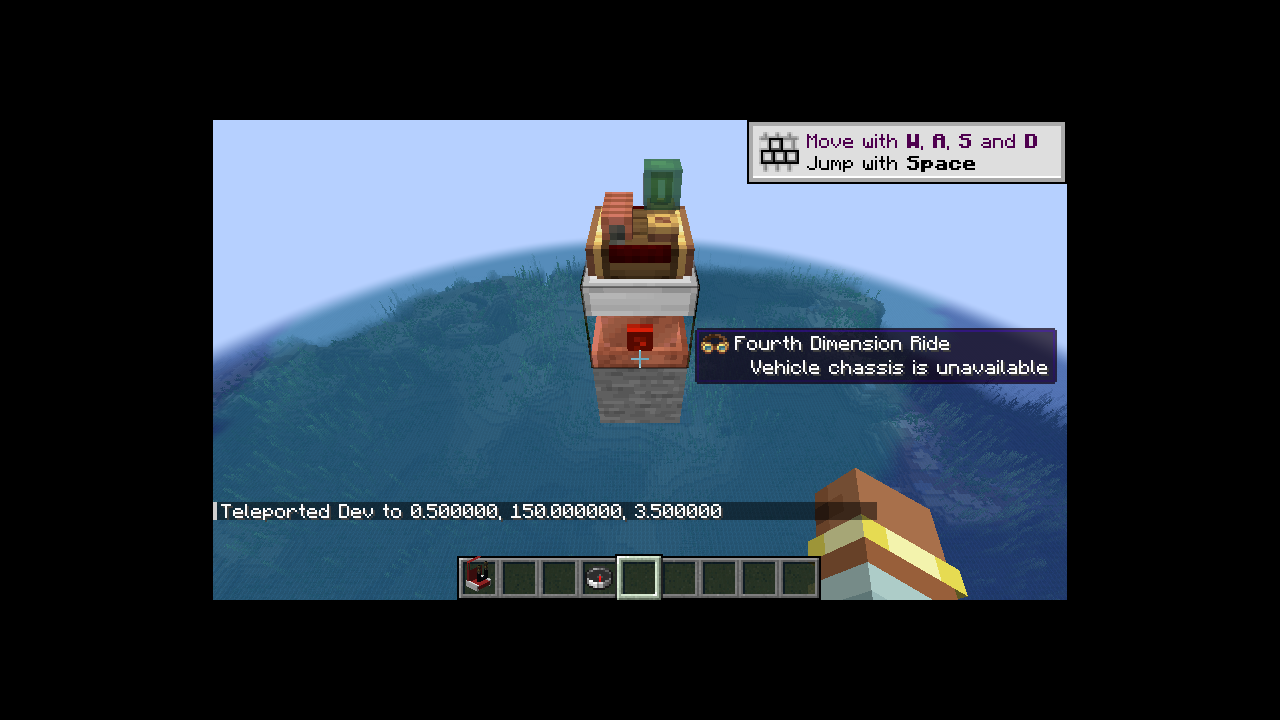 Move with W, A, S and D
Jump with Space
Fourth Dimension Ride
Vehicle chassis is unavailable
Teleported Dev to 0.500000, 150.000000, 3.500000